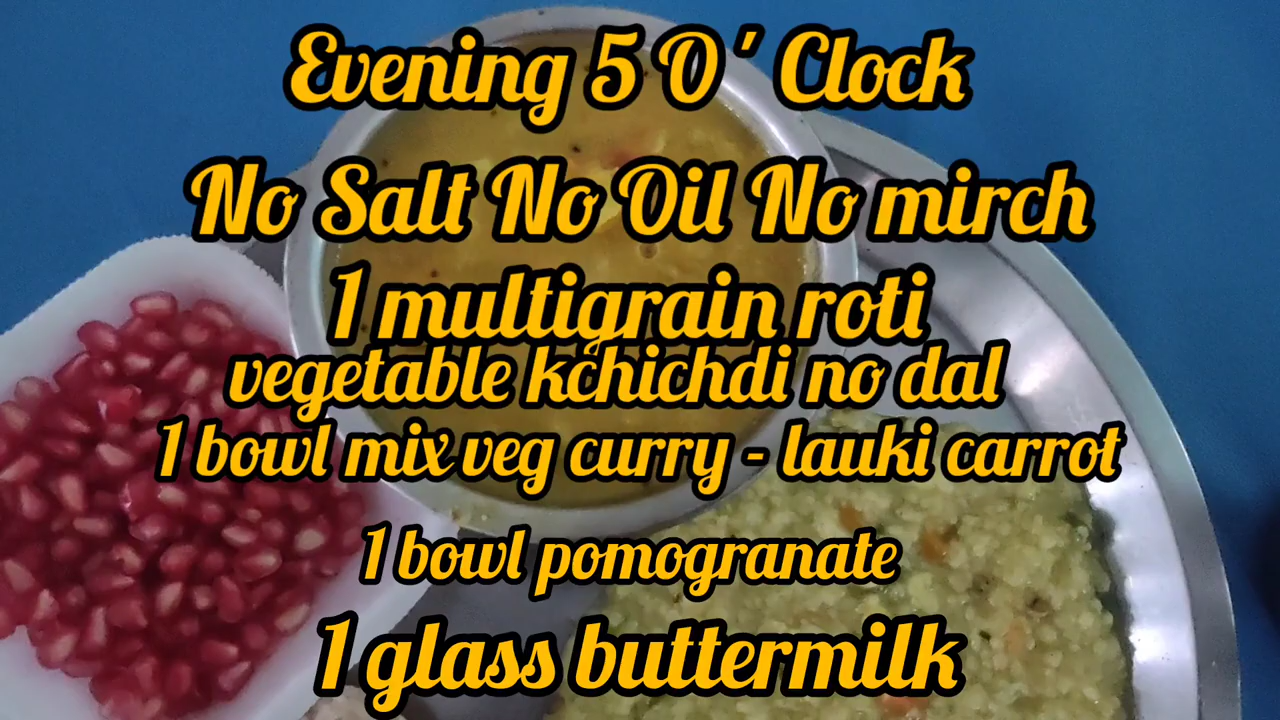 Evening 5 O' Clock
No Salt No Oil No mirch
1 multigrain roti
vegetable kchichdi no dal
1 bowl mix veg curry - lauki carrot
1 bowl pomogranate
1 glass buttermilk